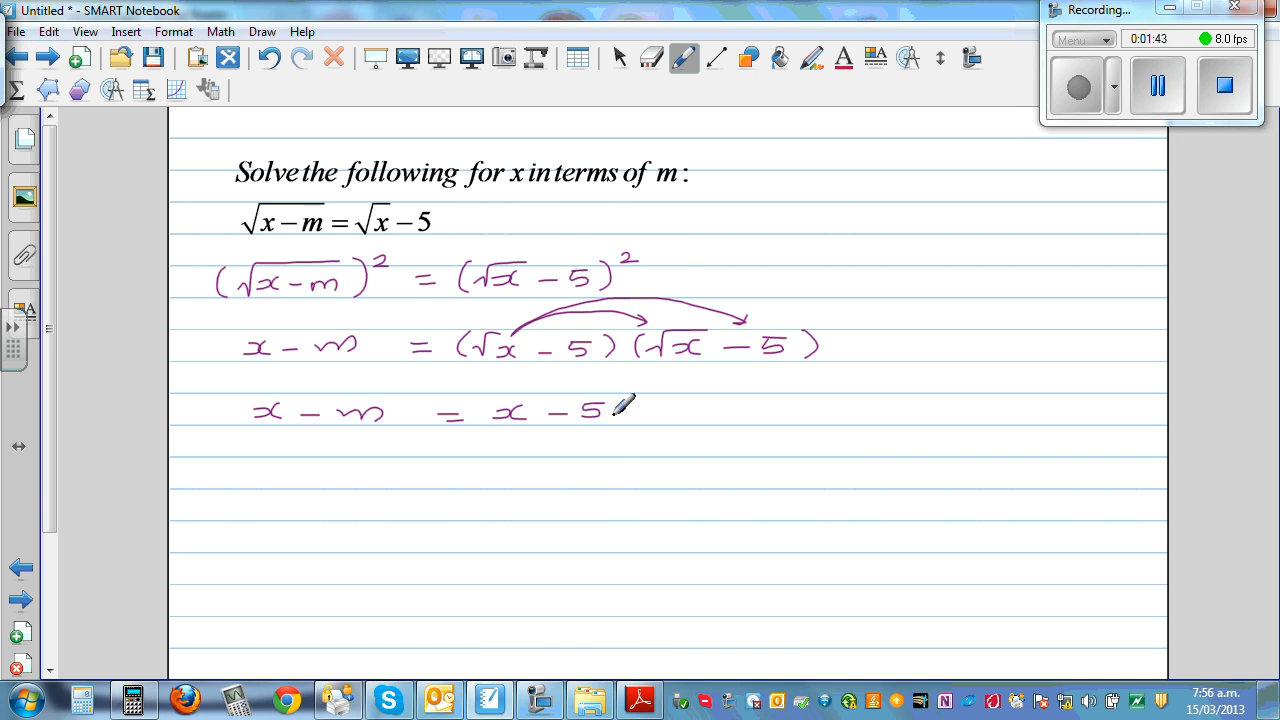 Untitled * - SMART Notebook
Recording...
File Edit View Insert Format Math Draw Help
Menu
0:01:43
8.0 fps
Solve the following for x in terms of m :
√(x − m) = √x − 5
(√(x − m))² = (√x − 5)²
x − m = (√x − 5)(√x − 5)
x − m = x − 5
7:56 a.m.
15/03/2013